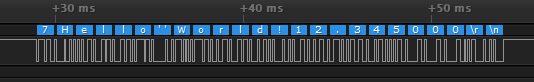 +30 ms +40 ms +50 ms
7 H e l l o ' ' W o r l d ! 1 2 . 3 4 5 0 0 0 \r \n